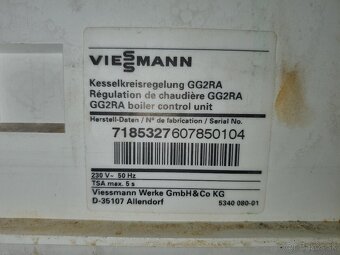 VIESSMANN
Kesselkreisregelung GG2RA
Régulation de chaudière GG2RA
GG2RA boiler control unit
Herstell-Daten / N° de fabrication / Serial No.
7185327607850104
230 V~ 50 Hz
TSA max. 5 s
Viessmann Werke GmbH&Co KG
D-35107 Allendorf 5340 080-01